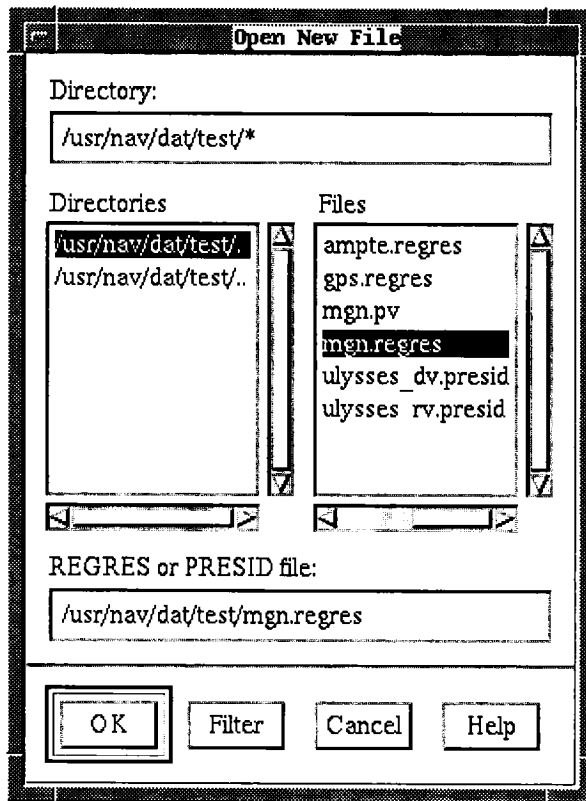 Open New File
Directory:
/usr/nav/dat/test/*
Directories
/usr/nav/dat/test/.
/usr/nav/dat/test/..
Files
ampte.regres
gps.regres
mgn.pv
mgn.regres
ulysses_dv.presid
ulysses_rv.presid
REGRES or PRESID file:
/usr/nav/dat/test/mgn.regres
OK
Filter
Cancel
Help